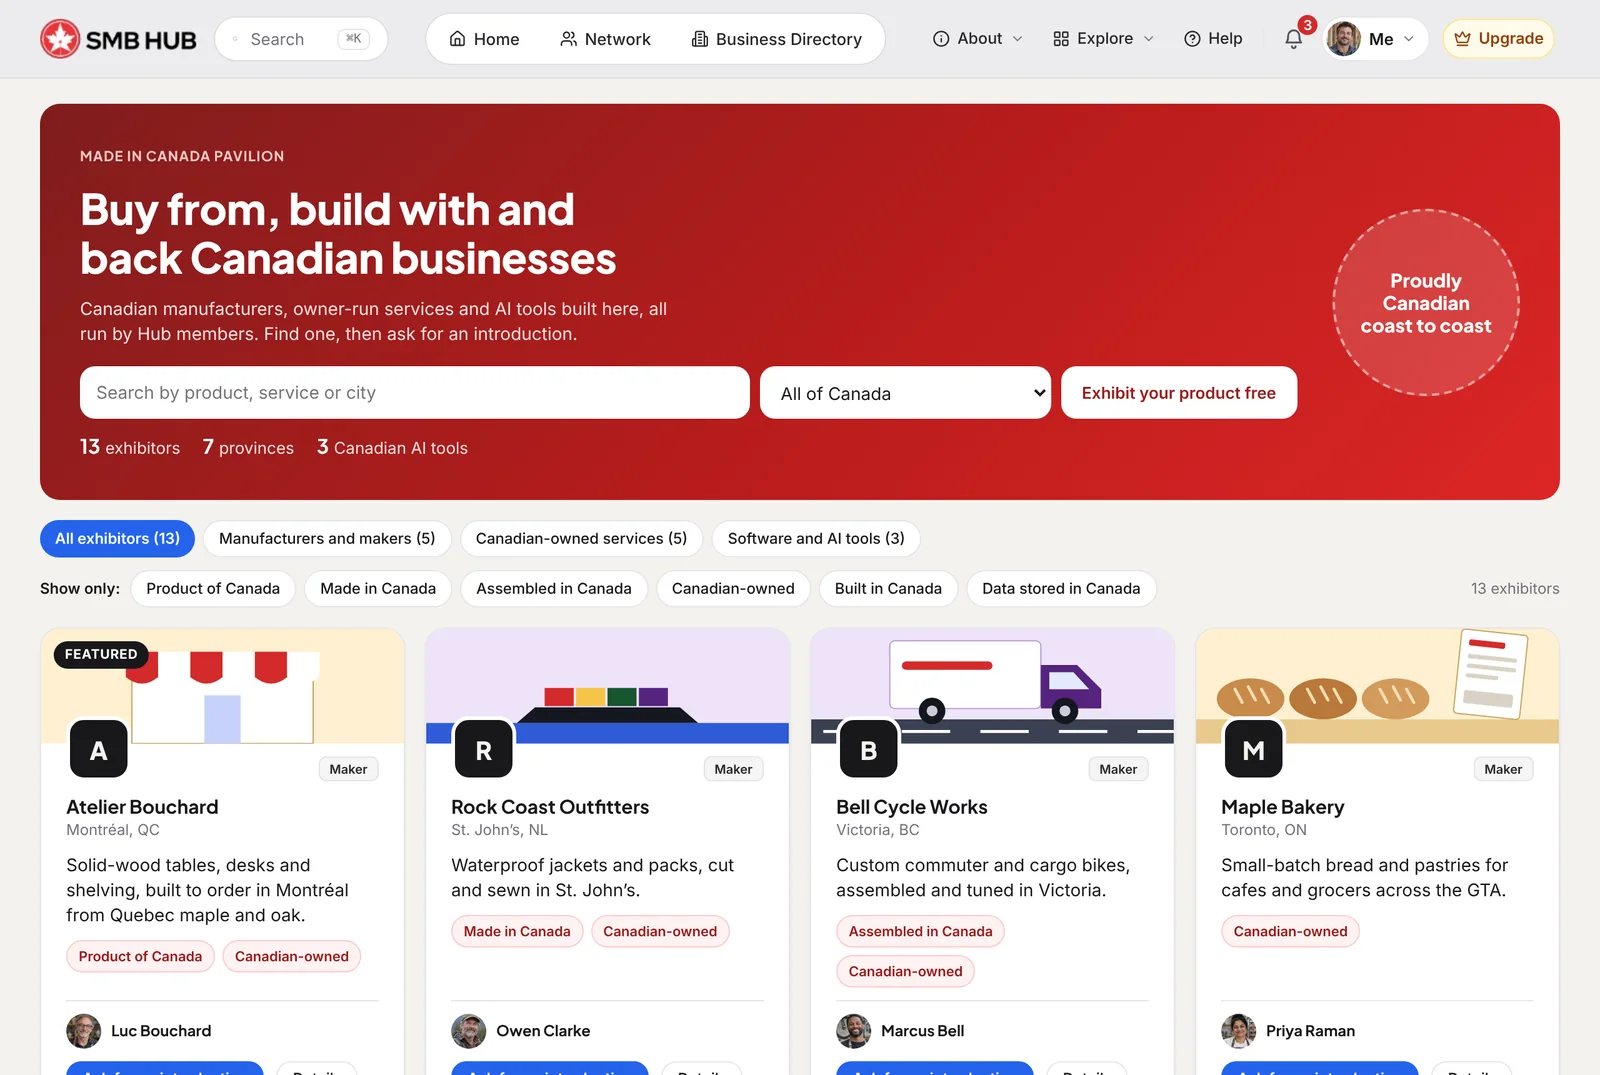 SMB HUB
Search
⌘K
Home
Network
Business Directory
About
Explore
Help
3
Me
Upgrade
MADE IN CANADA PAVILION
Buy from, build with and
back Canadian businesses
Canadian manufacturers, owner-run services and AI tools built here, all
run by Hub members. Find one, then ask for an introduction.
Search by product, service or city
All of Canada
Exhibit your product free
13 exhibitors 7 provinces 3 Canadian AI tools
Proudly
Canadian
coast to coast
All exhibitors (13)
Manufacturers and makers (5)
Canadian-owned services (5)
Software and AI tools (3)
Show only:
Product of Canada
Made in Canada
Assembled in Canada
Canadian-owned
Built in Canada
Data stored in Canada
13 exhibitors
FEATURED
A
Maker
Atelier Bouchard
Montréal, QC
Solid-wood tables, desks and
shelving, built to order in Montréal
from Quebec maple and oak.
Product of Canada
Canadian-owned
Luc Bouchard
R
Maker
Rock Coast Outfitters
St. John’s, NL
Waterproof jackets and packs, cut
and sewn in St. John’s.
Made in Canada
Canadian-owned
Owen Clarke
B
Maker
Bell Cycle Works
Victoria, BC
Custom commuter and cargo bikes,
assembled and tuned in Victoria.
Assembled in Canada
Canadian-owned
Marcus Bell
M
Maker
Maple Bakery
Toronto, ON
Small-batch bread and pastries for
cafes and grocers across the GTA.
Canadian-owned
Priya Raman